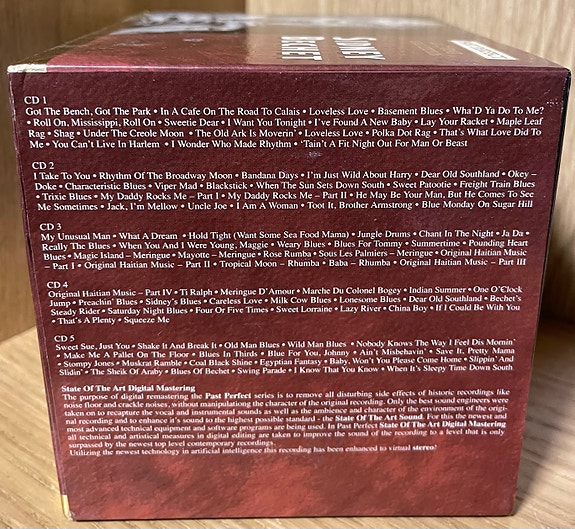 SIDNEY
BECHET
CD 1
Got The Bench, Got The Park • In A Cafe On The Road To Calais • Loveless Love • Basement Blues • Wha'D Ya Do To Me?
• Roll On, Mississippi, Roll On • Sweetie Dear • I Want You Tonight • I've Found A New Baby • Lay Your Racket • Maple Leaf
Rag • Shag • Under The Creole Moon • The Old Ark Is Moverin' • Loveless Love • Polka Dot Rag • That's What Love Did To
Me • You Can't Live In Harlem • I Wonder Who Made Rhythm • 'Tain't A Fit Night Out For Man Or Beast
CD 2
I Take To You • Rhythm Of The Broadway Moon • Bandana Days • I'm Just Wild About Harry • Dear Old Southland • Okey –
Doke • Characteristic Blues • Viper Mad • Blackstick • When The Sun Sets Down South • Sweet Patootie • Freight Train Blues
• Trixie Blues • My Daddy Rocks Me – Part I • My Daddy Rocks Me – Part II • He May Be Your Man, But He Comes To See
Me Sometimes • Jack, I'm Mellow • Uncle Joe • I Am A Woman • Toot It, Brother Armstrong • Blue Monday On Sugar Hill
CD 3
My Unusual Man • What A Dream • Hold Tight (Want Some Sea Food Mama) • Jungle Drums • Chant In The Night • Ja Da •
Really The Blues • When You And I Were Young, Maggie • Weary Blues • Blues For Tommy • Summertime • Pounding Heart
Blues • Magic Island – Meringue • Mayotte – Meringue • Rose Rumba • Sous Les Palmiers – Meringue • Original Haitian Music
– Part I • Original Haitian Music – Part II • Tropical Moon – Rhumba • Baba – Rhumba • Original Haitian Music – Part III
CD 4
Original Haitian Music – Part IV • Ti Ralph • Meringue D'Amour • Marche Du Colonel Bogey • Indian Summer • One O'Clock
Jump • Preachin' Blues • Sidney's Blues • Careless Love • Milk Cow Blues • Lonesome Blues • Dear Old Southland • Bechet's
Steady Rider • Saturday Night Blues • Four Or Five Times • Sweet Lorraine • Lazy River • China Boy • If I Could Be With You
• That's A Plenty • Squeeze Me
CD 5
Sweet Sue, Just You • Shake It And Break It • Old Man Blues • Wild Man Blues • Nobody Knows The Way I Feel Dis Mornin'
• Make Me A Pallet On The Floor • Blues In Thirds • Blue For You, Johnny • Ain't Misbehavin' • Save It, Pretty Mama
• Stompy Jones • Muskrat Ramble • Coal Black Shine • Egyptian Fantasy • Baby, Won't You Please Come Home • Slippin' And
Slidin' • The Sheik Of Araby • Blues Of Bechet • Swing Parade • I Know That You Know • When It's Sleepy Time Down South
State Of The Art Digital Mastering
The purpose of digital remastering the Past Perfect series is to remove all disturbing side effects of historic recordings like
noise floor and crackle noises, without manipulationg the character of the original recording. Only the best sound engineers were
taken on to recapture the vocal and instrumental sounds as well as the ambience and character of the environment of the origi-
nal recording and to enhance it's sound to the highest possible standard - the State Of The Art Sound. For this the newest and
most advanced technical equipment and software programs are being used. In Past Perfect State Of The Art Digital Mastering
all technical and artistical measures in digital editing are taken to improve the sound of the recording to a level that is only
surpassed by the newest top level contemporary recordings.
Utilizing the newest technology in artificial intelligence this recording has been enhanced to virtual stereo!